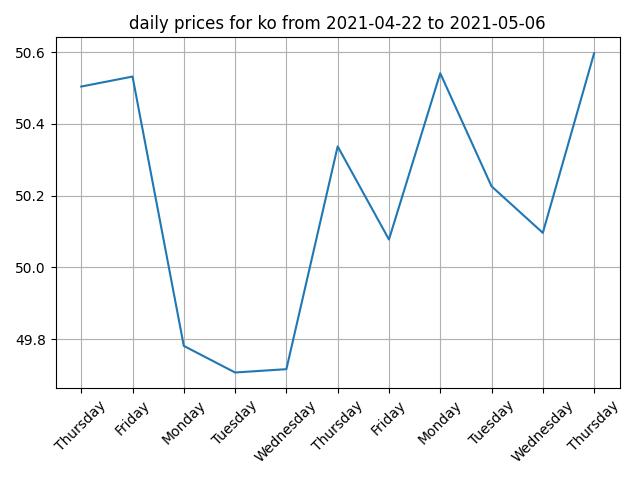 daily prices for ko from 2021-04-22 to 2021-05-06
50.6
50.4
50.2
50.0
49.8
Thursday
Friday
Monday
Tuesday
Wednesday
Thursday
Friday
Monday
Tuesday
Wednesday
Thursday